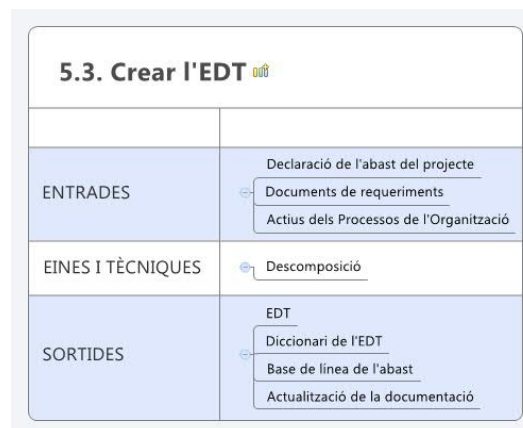 5.3. Crear l'EDT
ENTRADES
Declaració de l'abast del projecte
Documents de requeriments
Actius dels Processos de l'Organització
EINES I TÈCNIQUES
Descomposició
SORTIDES
EDT
Diccionari de l'EDT
Base de línea de l'abast
Actualització de la documentació